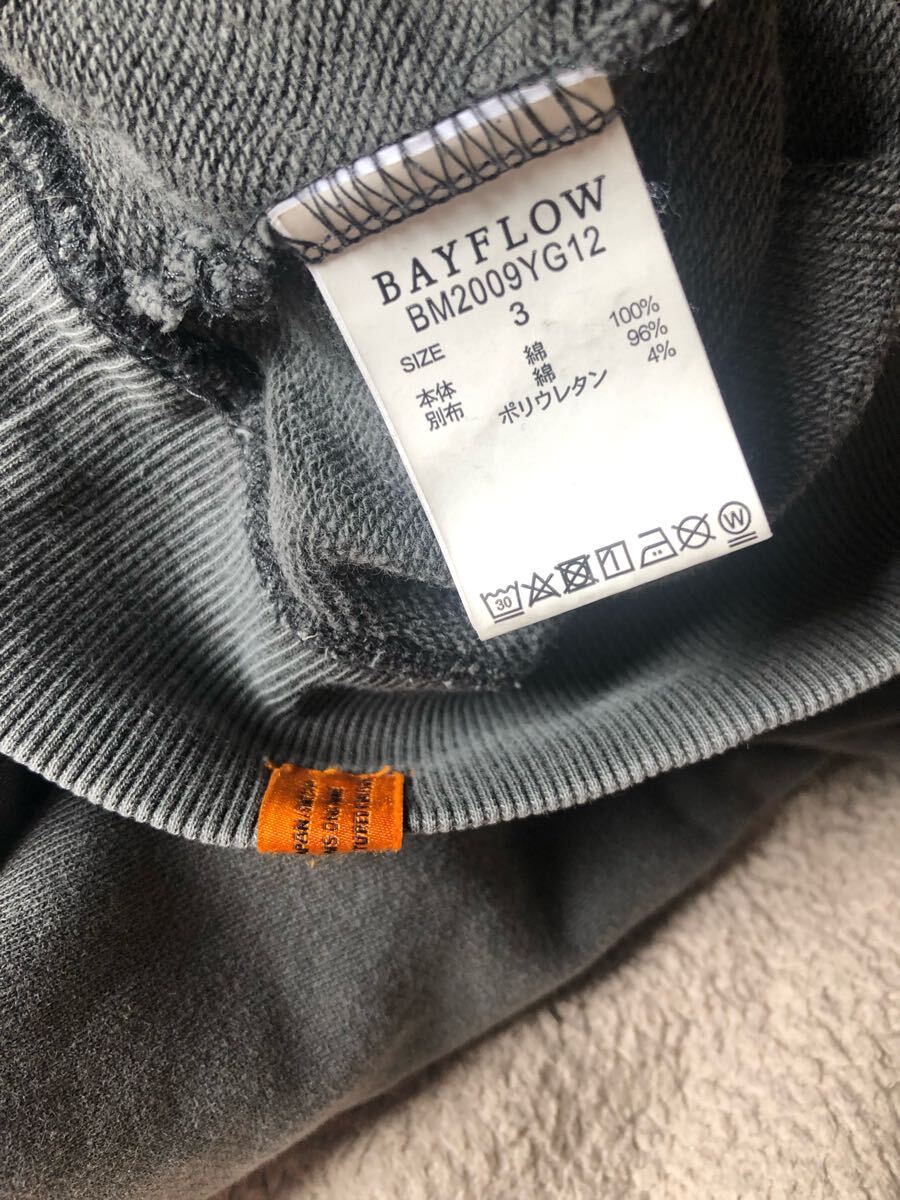 BAYFLOW
BM2009YG12
SIZE 3
本体 綿 100%
別布 綿 96%
ポリウレタン 4%
30 W